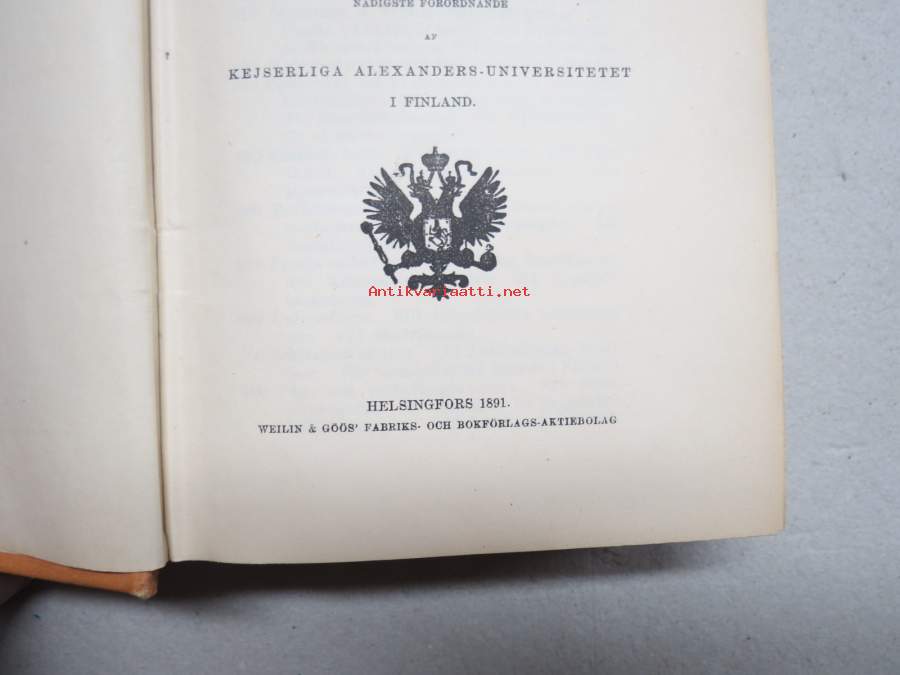 NÅDIGSTE FÖRORDNANDE
AF
KEJSERLIGA ALEXANDERS-UNIVERSITETET
I FINLAND.
Antikvariaatti.net
HELSINGFORS 1891.
WEILIN & GÖÖS' FABRIKS- OCH BOKFÖRLAGS-AKTIEBOLAG